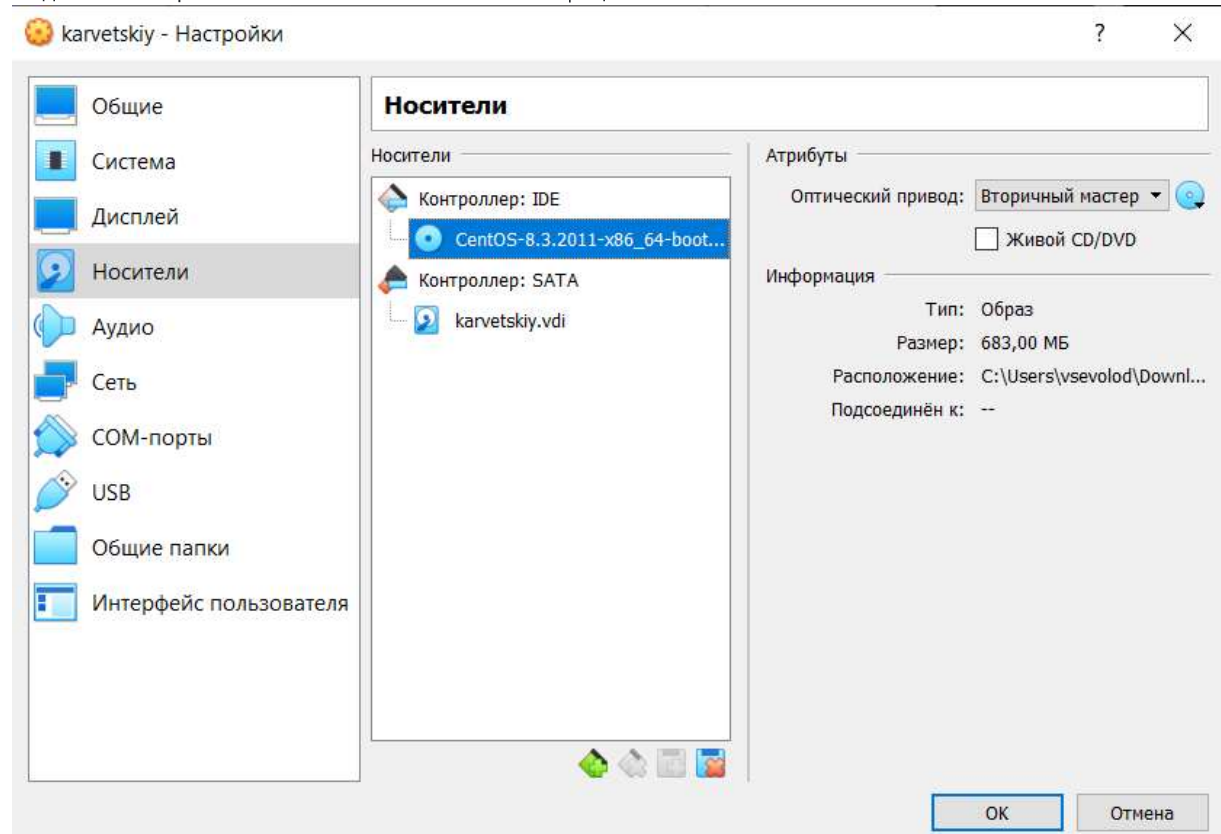 karvetskiy - Настройки
?
Общие
Система
Дисплей
Носители
Аудио
Сеть
COM-порты
USB
Общие папки
Интерфейс пользователя
Носители
Носители
Контроллер: IDE
CentOS-8.3.2011-x86_64-boot...
Контроллер: SATA
karvetskiy.vdi
Атрибуты
Оптический привод: Вторичный мастер
Живой CD/DVD
Информация
Тип: Образ
Размер: 683,00 МБ
Расположение: C:\Users\vsevolod\Downl...
Подсоединён к: --
OK
Отмена